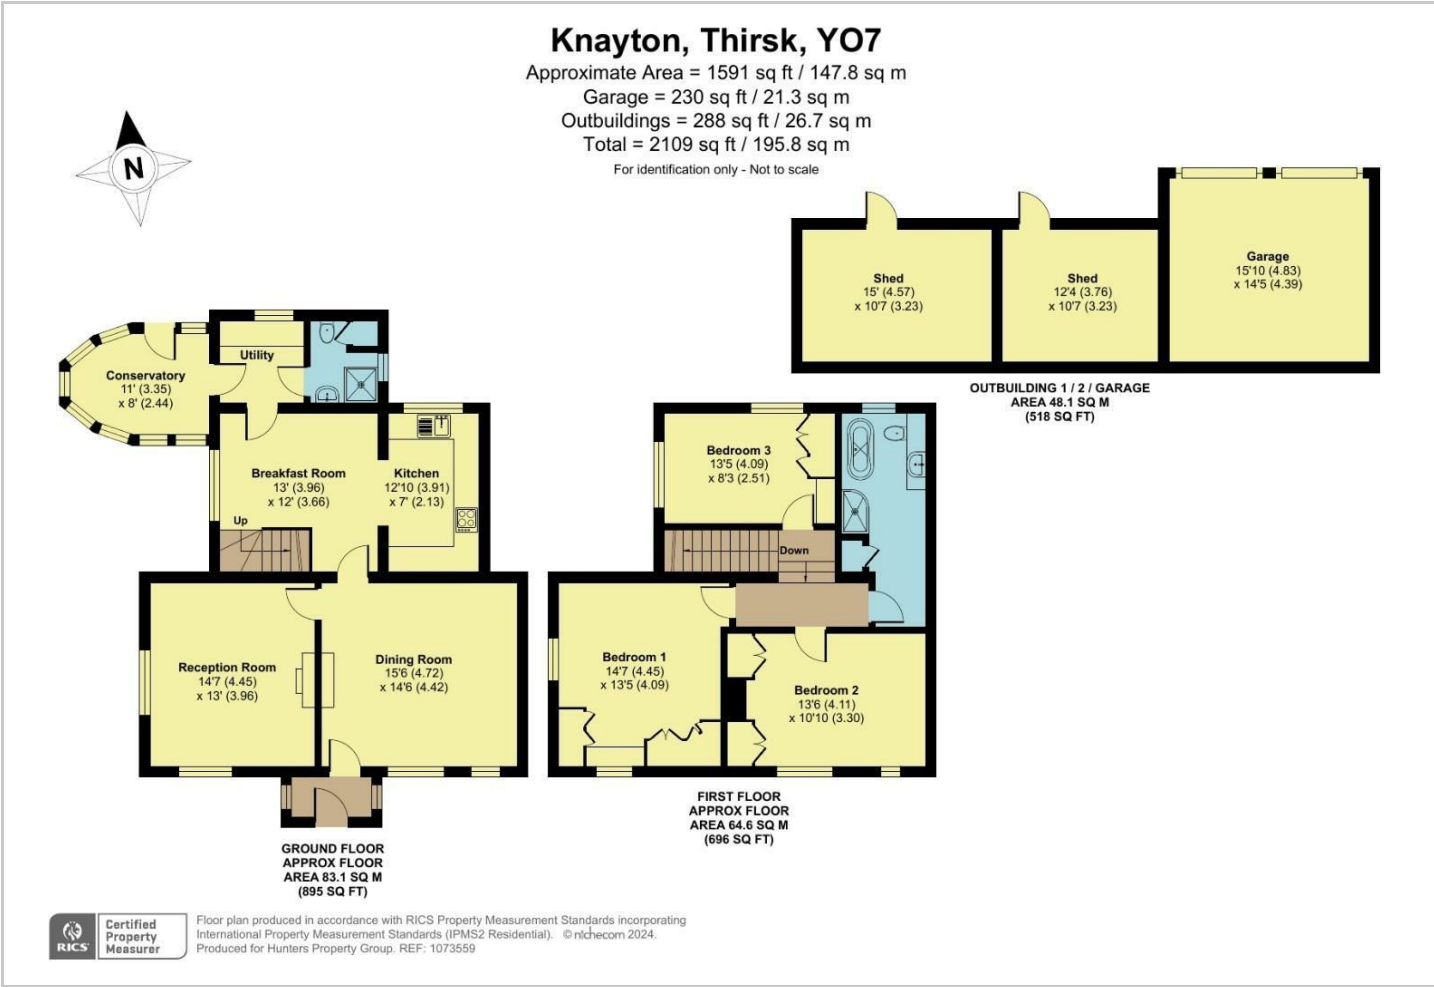 Knayton, Thirsk, YO7
Approximate Area = 1591 sq ft / 147.8 sq m
Garage = 230 sq ft / 21.3 sq m
Outbuildings = 288 sq ft / 26.7 sq m
Total = 2109 sq ft / 195.8 sq m
For identification only - Not to scale
N
Shed
15' (4.57)
x 10'7 (3.23)
Shed
12'4 (3.76)
x 10'7 (3.23)
Garage
15'10 (4.83)
x 14'5 (4.39)
OUTBUILDING 1 / 2 / GARAGE
AREA 48.1 SQ M
(518 SQ FT)
Conservatory
11' (3.35)
x 8' (2.44)
Utility
Breakfast Room
13' (3.96)
x 12' (3.66)
Kitchen
12'10 (3.91)
x 7' (2.13)
Up
Reception Room
14'7 (4.45)
x 13' (3.96)
Dining Room
15'6 (4.72)
x 14'6 (4.42)
GROUND FLOOR
APPROX FLOOR
AREA 83.1 SQ M
(895 SQ FT)
Bedroom 3
13'5 (4.09)
x 8'3 (2.51)
Down
Bedroom 1
14'7 (4.45)
x 13'5 (4.09)
Bedroom 2
13'6 (4.11)
x 10'10 (3.30)
FIRST FLOOR
APPROX FLOOR
AREA 64.6 SQ M
(696 SQ FT)
RICS
Certified
Property
Measurer
Floor plan produced in accordance with RICS Property Measurement Standards incorporating
International Property Measurement Standards (IPMS2 Residential). © nichecom 2024.
Produced for Hunters Property Group. REF: 1073559